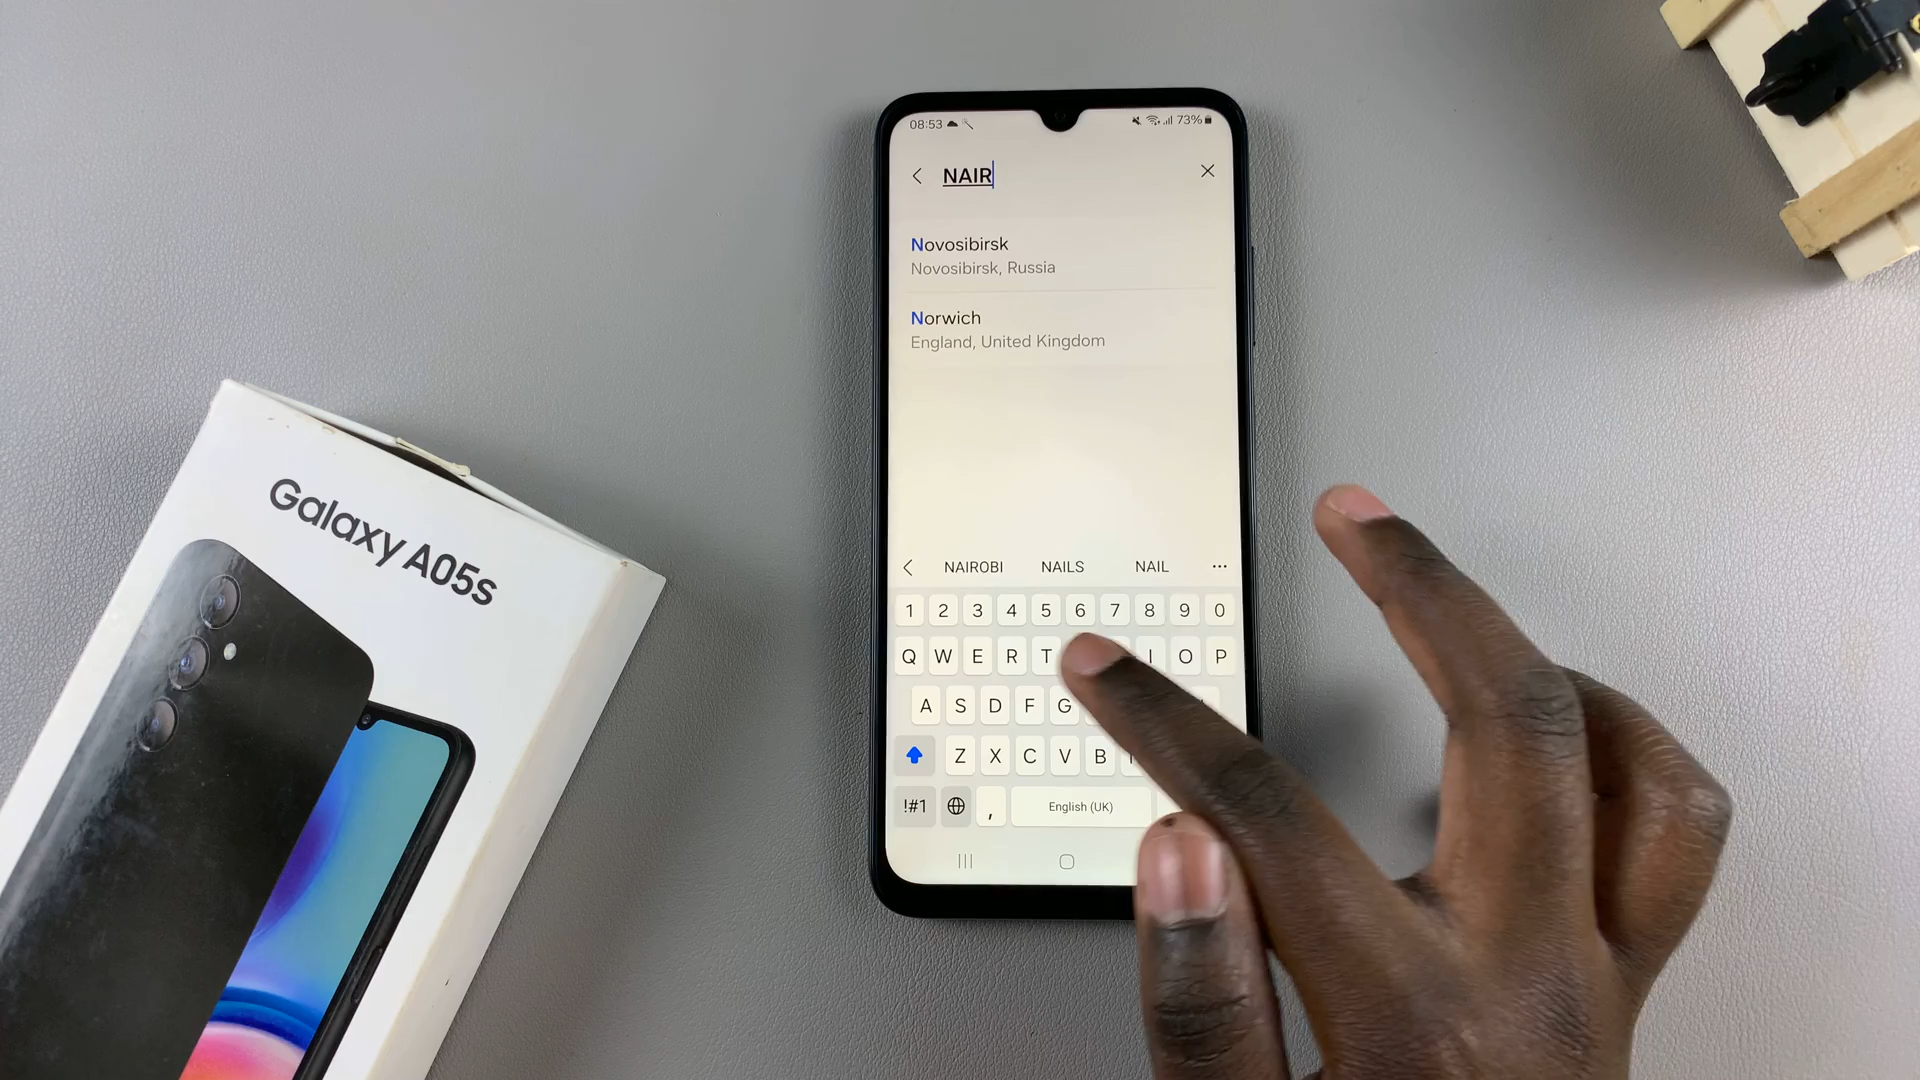 08:53
73%
NAIR
Novosibirsk
Novosibirsk, Russia
Norwich
England, United Kingdom
NAIROBI NAILS NAIL ...
1 2 3 4 5 6 7 8 9 0
Q W E R T I O P
A S D F G
Z X C V B
!#1 , English (UK)
Galaxy A05s